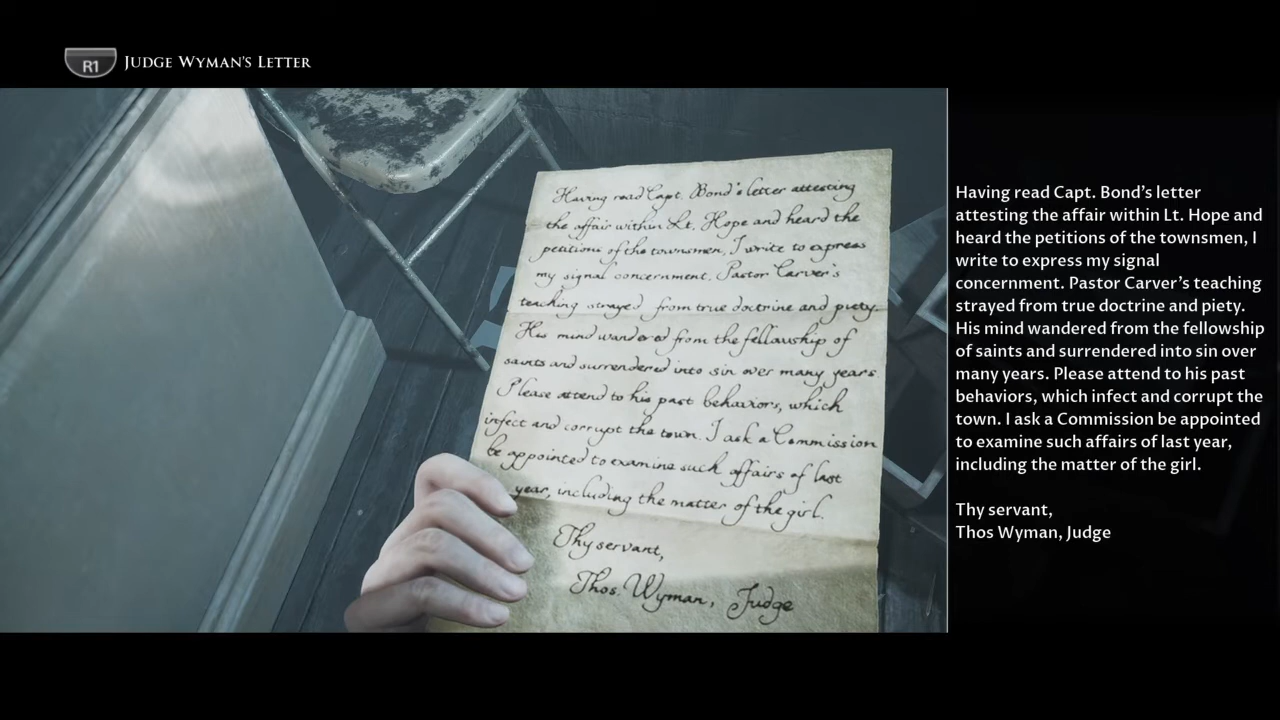 R1 JUDGE WYMAN'S LETTER
Having read Capt. Bond's letter attesting
the affair within Lt. Hope and heard the
petitions of the townsmen, I write to express
my signal concernment. Pastor Carver's
teaching strayed from true doctrine and piety.
His mind wandered from the fellowship of
saints and surrendered into sin over many years.
Please attend to his past behaviors, which
infect and corrupt the town. I ask a Commission
be appointed to examine such affairs of last
year, including the matter of the girl.
Thy servant,
Thos. Wyman, Judge
Having read Capt. Bond's letter
attesting the affair within Lt. Hope and
heard the petitions of the townsmen, I
write to express my signal
concernment. Pastor Carver's teaching
strayed from true doctrine and piety.
His mind wandered from the fellowship
of saints and surrendered into sin over
many years. Please attend to his past
behaviors, which infect and corrupt the
town. I ask a Commission be appointed
to examine such affairs of last year,
including the matter of the girl.
Thy servant,
Thos Wyman, Judge